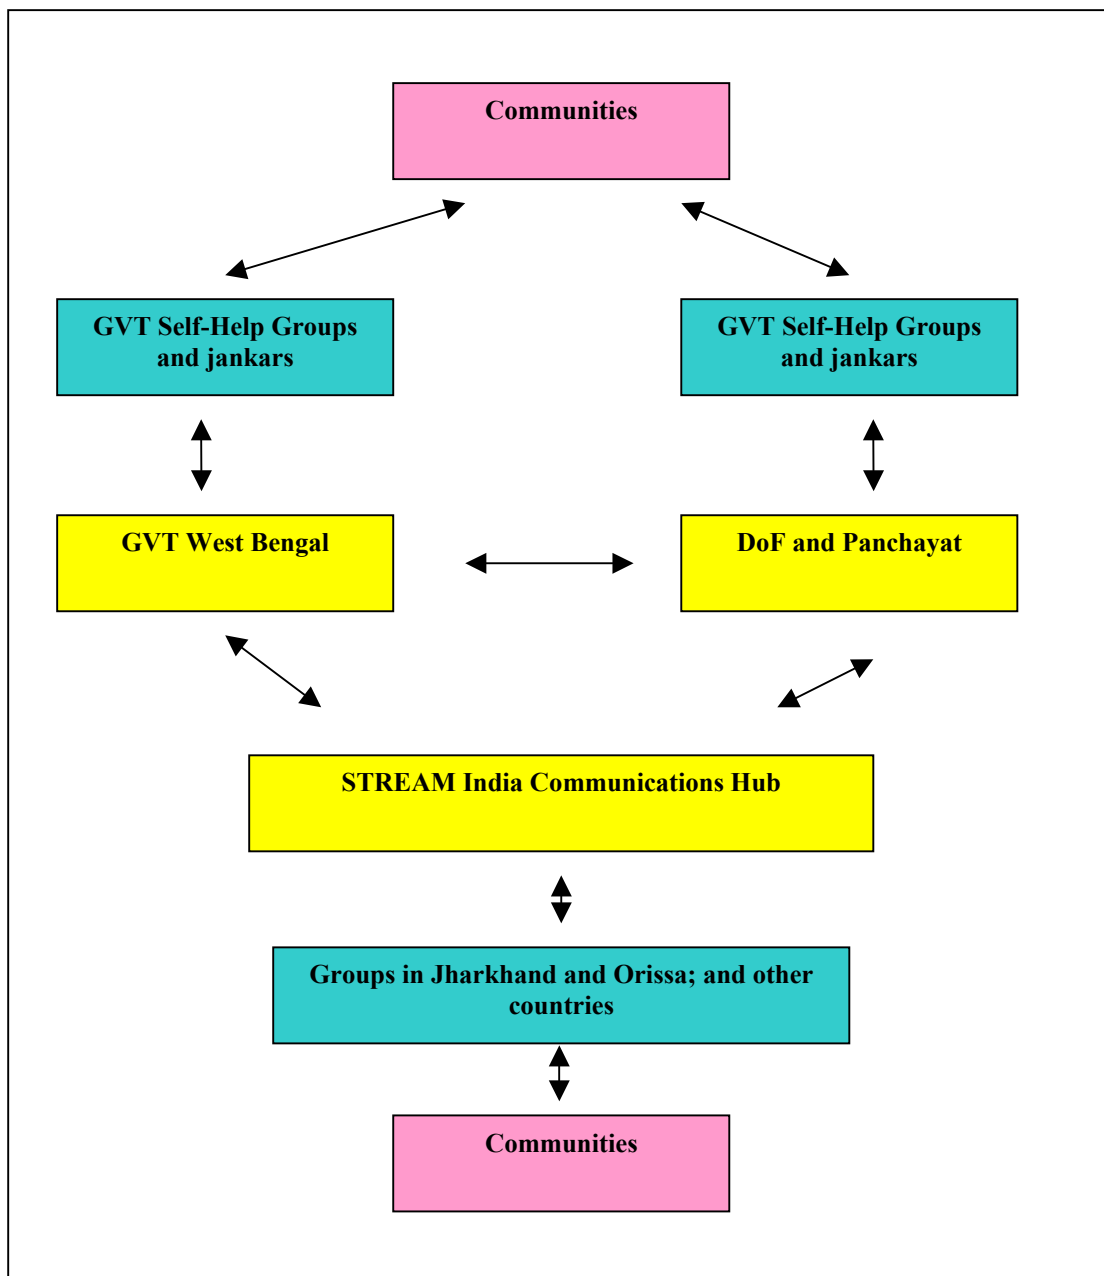 Communities
GVT Self-Help Groups
and jankars
GVT Self-Help Groups
and jankars
GVT West Bengal
DoF and Panchayat
STREAM India Communications Hub
Groups in Jharkhand and Orissa; and other
countries
Communities